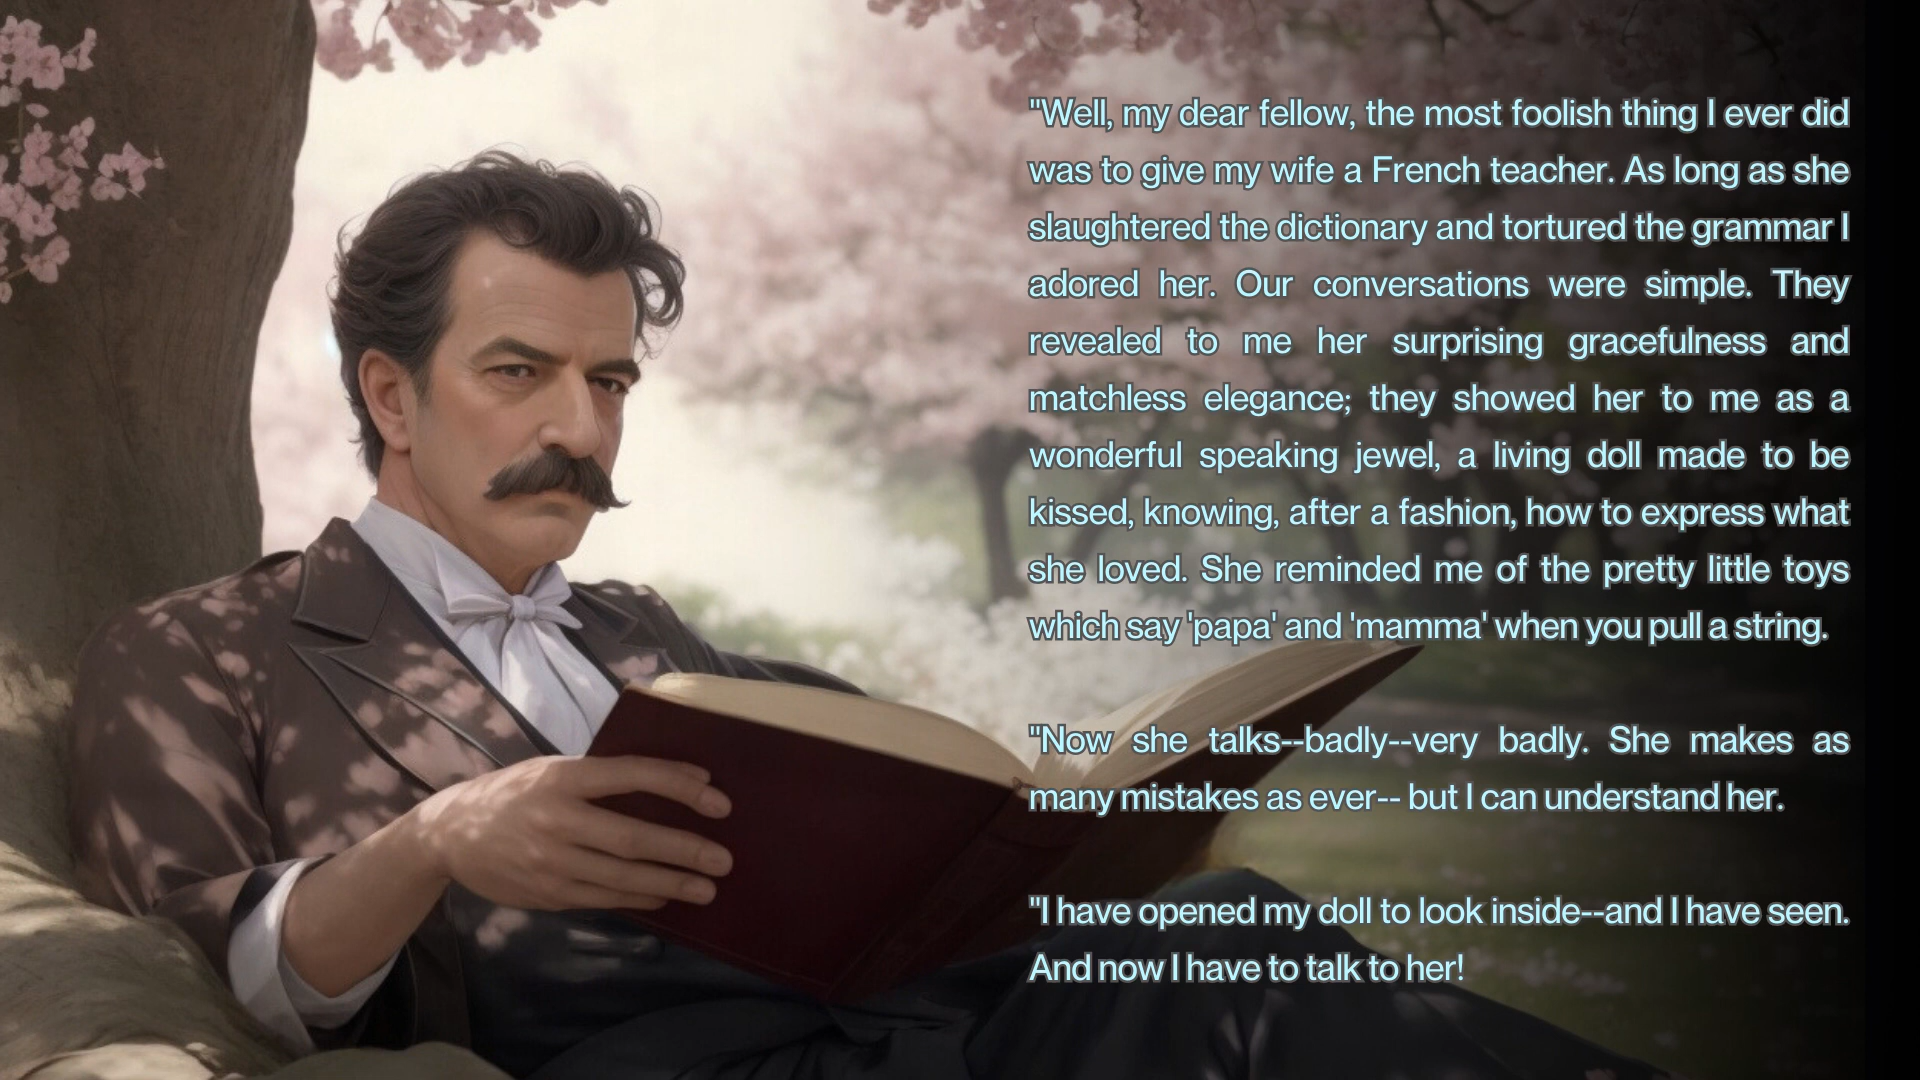 "Well, my dear fellow, the most foolish thing I ever did
was to give my wife a French teacher. As long as she
slaughtered the dictionary and tortured the grammar I
adored her. Our conversations were simple. They
revealed to me her surprising gracefulness and
matchless elegance; they showed her to me as a
wonderful speaking jewel, a living doll made to be
kissed, knowing, after a fashion, how to express what
she loved. She reminded me of the pretty little toys
which say 'papa' and 'mamma' when you pull a string.
"Now she talks--badly--very badly. She makes as
many mistakes as ever-- but I can understand her.
"I have opened my doll to look inside--and I have seen.
And now I have to talk to her!